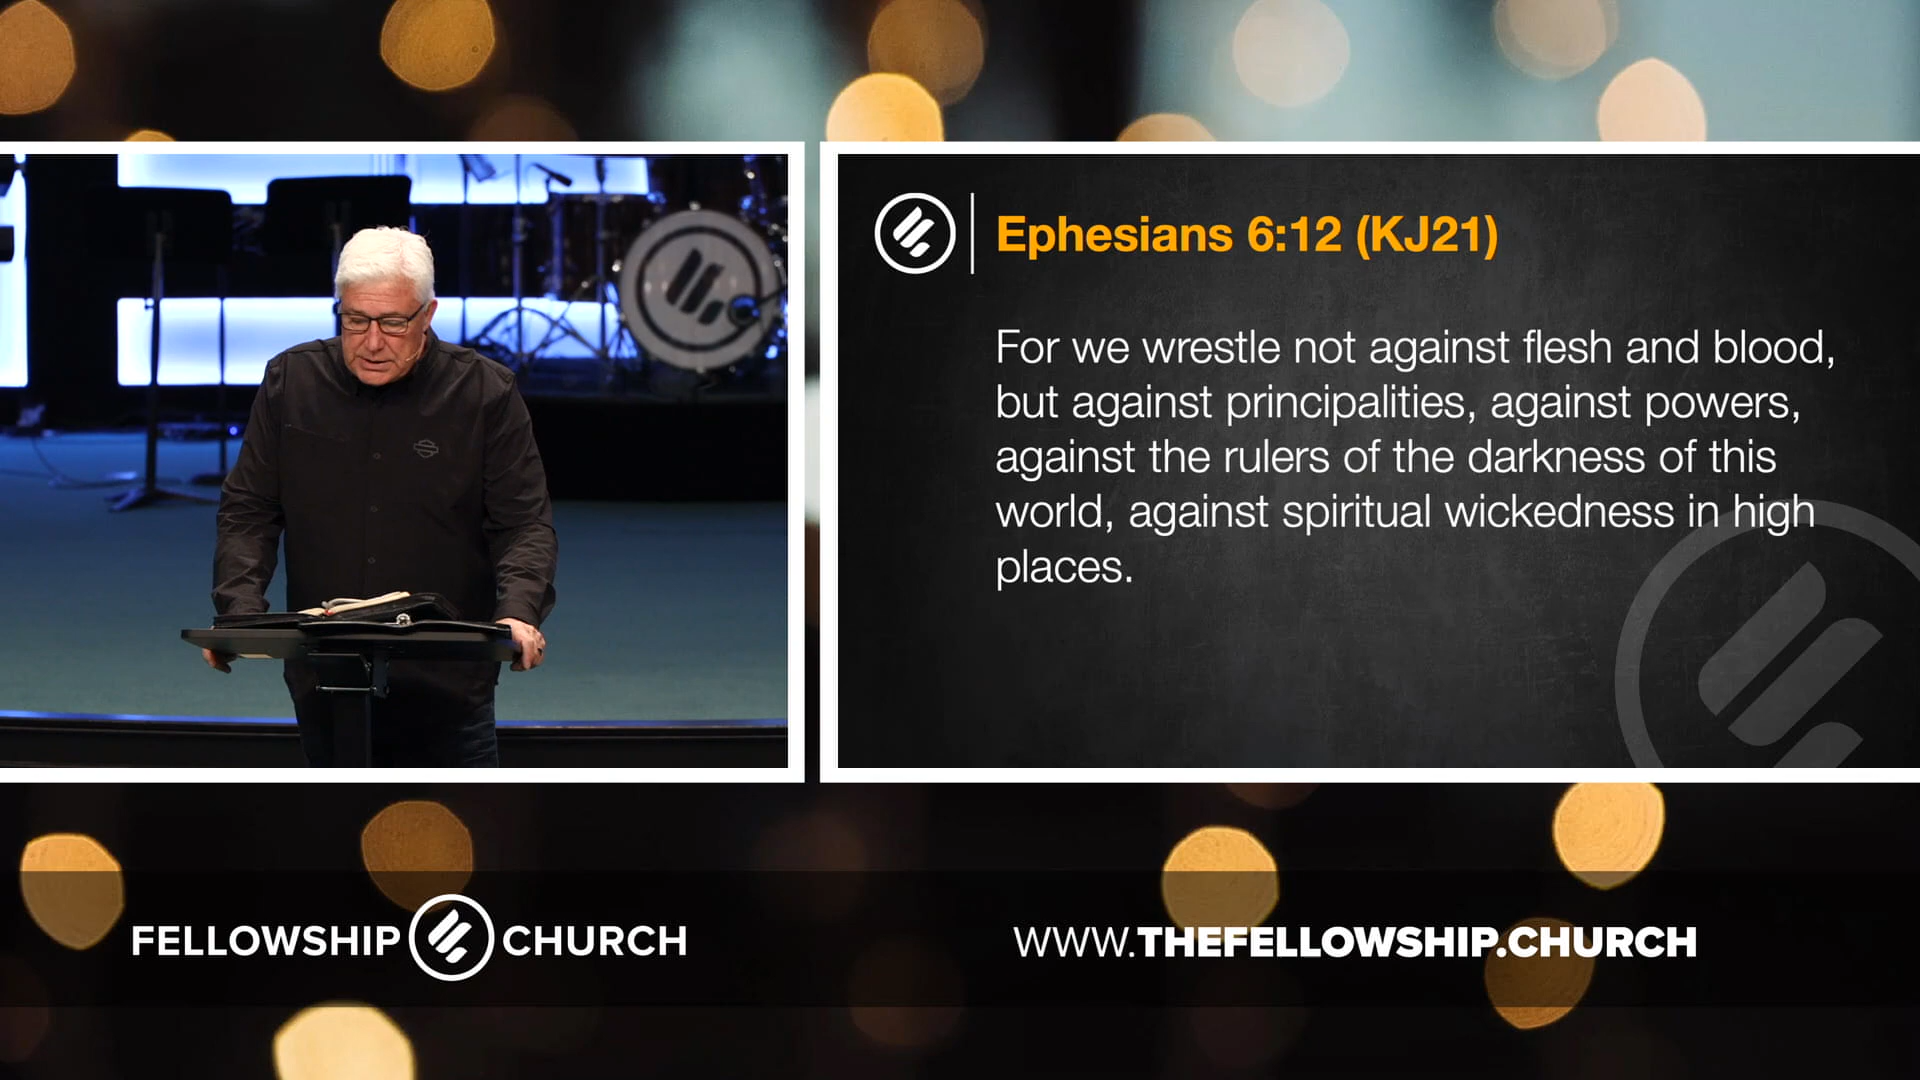 Ephesians 6:12 (KJ21)
For we wrestle not against flesh and blood,
but against principalities, against powers,
against the rulers of the darkness of this
world, against spiritual wickedness in high
places.
FELLOWSHIP CHURCH
WWW.THEFELLOWSHIP.CHURCH